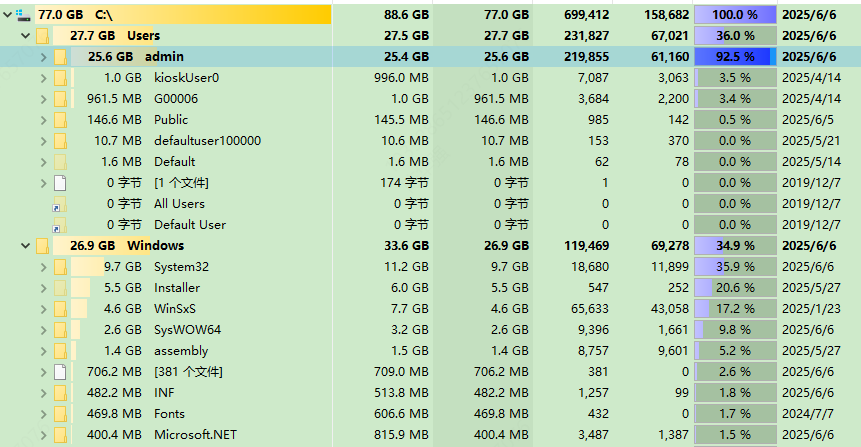 77.0 GB C:\ 88.6 GB 77.0 GB 699,412 158,682 100.0 % 2025/6/6
27.7 GB Users 27.5 GB 27.7 GB 231,827 67,021 36.0 % 2025/6/6
25.6 GB admin 25.4 GB 25.6 GB 219,855 61,160 92.5 % 2025/6/6
1.0 GB kioskUser0 996.0 MB 1.0 GB 7,087 3,063 3.5 % 2025/4/14
961.5 MB G00006 1.0 GB 961.5 MB 3,684 2,200 3.4 % 2025/4/14
146.6 MB Public 145.5 MB 146.6 MB 985 142 0.5 % 2025/6/5
10.7 MB defaultuser100000 10.6 MB 10.7 MB 153 370 0.0 % 2025/5/21
1.6 MB Default 1.6 MB 1.6 MB 62 78 0.0 % 2025/5/14
0 字节 [1 个文件] 174 字节 0 字节 1 0 0.0 % 2019/12/7
0 字节 All Users 0 字节 0 字节 0 0 0.0 % 2019/12/7
0 字节 Default User 0 字节 0 字节 0 0 0.0 % 2019/12/7
26.9 GB Windows 33.6 GB 26.9 GB 119,469 69,278 34.9 % 2025/6/6
9.7 GB System32 11.2 GB 9.7 GB 18,680 11,899 35.9 % 2025/6/6
5.5 GB Installer 6.0 GB 5.5 GB 547 252 20.6 % 2025/5/27
4.6 GB WinSxS 7.7 GB 4.6 GB 65,633 43,058 17.2 % 2025/1/23
2.6 GB SysWOW64 3.2 GB 2.6 GB 9,396 1,661 9.8 % 2025/6/6
1.4 GB assembly 1.5 GB 1.4 GB 8,757 9,601 5.2 % 2025/5/27
706.2 MB [381 个文件] 709.0 MB 706.2 MB 381 0 2.6 % 2025/6/6
482.2 MB INF 513.8 MB 482.2 MB 1,257 99 1.8 % 2025/6/6
469.8 MB Fonts 606.6 MB 469.8 MB 432 0 1.7 % 2024/7/7
400.4 MB Microsoft.NET 815.9 MB 400.4 MB 3,487 1,387 1.5 % 2025/6/6